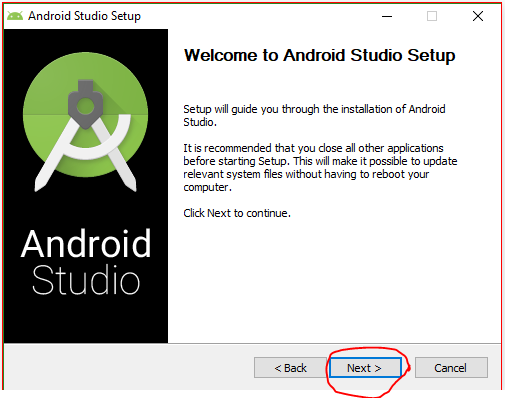 Android Studio Setup
Welcome to Android Studio Setup
Setup will guide you through the installation of Android
Studio.
It is recommended that you close all other applications
before starting Setup. This will make it possible to update
relevant system files without having to reboot your
computer.
Click Next to continue.
Android
Studio
< Back
Next >
Cancel